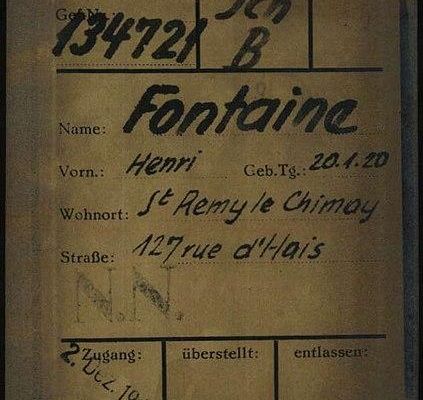 Gef.Nr.
134721
Sch
B
Name: Fontaine
Vorn.: Henri Geb.Tg.: 20.1.20
Wohnort: St Remy le Chimay
Straße: 127 rue d'Hais
N.N.
Zugang: überstellt: entlassen:
2. Dez. 19